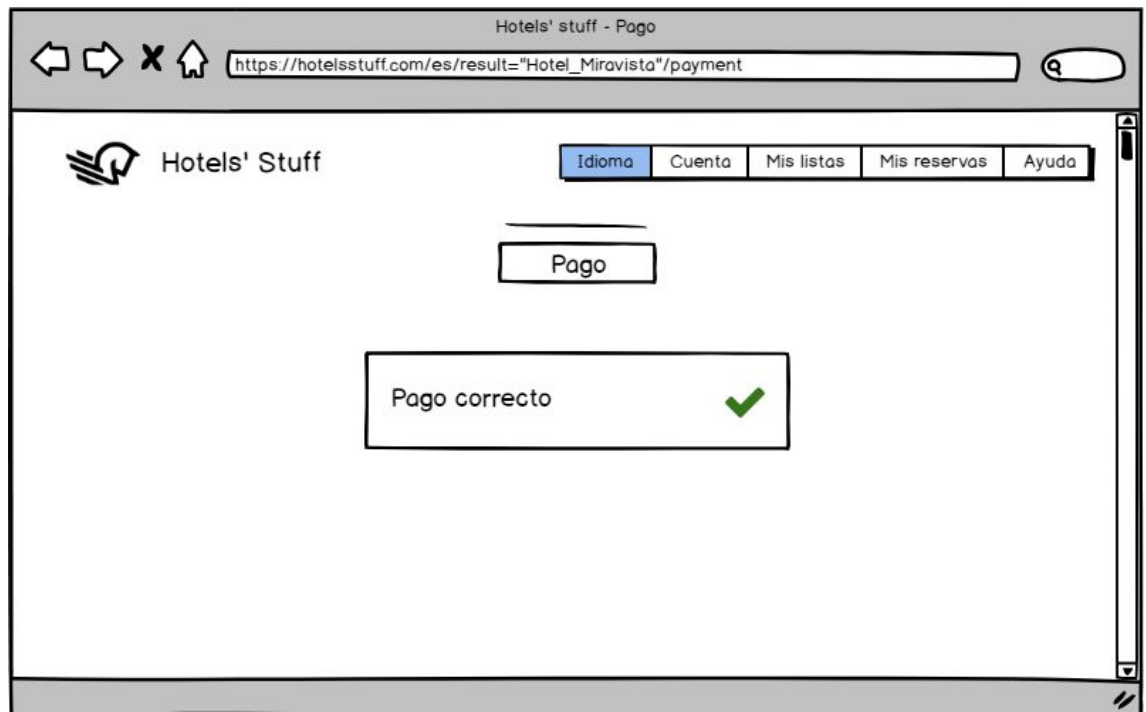 Hotels' stuff - Pago
https://hotelsstuff.com/es/result="Hotel_Miravista"/payment
Hotels' Stuff
Idioma Cuenta Mis listas Mis reservas Ayuda
Pago
Pago correcto